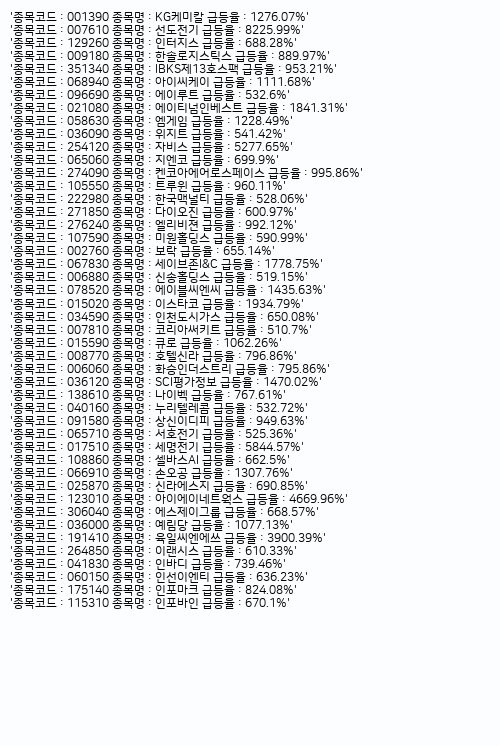 '종목코드 : 001390 종목명 : KG케미칼 급등율 : 1276.07%'
'종목코드 : 007610 종목명 : 선도전기 급등율 : 8225.99%'
'종목코드 : 129260 종목명 : 인터지스 급등율 : 688.28%'
'종목코드 : 009180 종목명 : 한솔로지스틱스 급등율 : 889.97%'
'종목코드 : 351340 종목명 : IBKS제13호스팩 급등율 : 953.21%'
'종목코드 : 068940 종목명 : 아이씨케이 급등율 : 1111.68%'
'종목코드 : 096690 종목명 : 에이루트 급등율 : 532.6%'
'종목코드 : 021080 종목명 : 에이티넘인베스트 급등율 : 1841.31%'
'종목코드 : 058630 종목명 : 엠게임 급등율 : 1228.49%'
'종목코드 : 036090 종목명 : 위지트 급등율 : 541.42%'
'종목코드 : 254120 종목명 : 자비스 급등율 : 5277.65%'
'종목코드 : 065060 종목명 : 지엔코 급등율 : 699.9%'
'종목코드 : 274090 종목명 : 켄코아에어로스페이스 급등율 : 995.86%'
'종목코드 : 105550 종목명 : 트루윈 급등율 : 960.11%'
'종목코드 : 222980 종목명 : 한국맥널티 급등율 : 528.06%'
'종목코드 : 271850 종목명 : 다이오진 급등율 : 600.97%'
'종목코드 : 276240 종목명 : 엘리비젼 급등율 : 992.12%'
'종목코드 : 107590 종목명 : 미원홀딩스 급등율 : 590.99%'
'종목코드 : 002760 종목명 : 보락 급등율 : 655.14%'
'종목코드 : 067830 종목명 : 세이브존I&C 급등율 : 1778.75%'
'종목코드 : 006880 종목명 : 신송홀딩스 급등율 : 519.15%'
'종목코드 : 078520 종목명 : 에이블씨엔씨 급등율 : 1435.63%'
'종목코드 : 015020 종목명 : 이스타코 급등율 : 1934.79%'
'종목코드 : 034590 종목명 : 인천도시가스 급등율 : 650.08%'
'종목코드 : 007810 종목명 : 코리아써키트 급등율 : 510.7%'
'종목코드 : 015590 종목명 : 큐로 급등율 : 1062.26%'
'종목코드 : 008770 종목명 : 호텔신라 급등율 : 796.86%'
'종목코드 : 006060 종목명 : 화승인더스트리 급등율 : 795.86%'
'종목코드 : 036120 종목명 : SCI평가정보 급등율 : 1470.02%'
'종목코드 : 138610 종목명 : 나이벡 급등율 : 767.61%'
'종목코드 : 040160 종목명 : 누리텔레콤 급등율 : 532.72%'
'종목코드 : 091580 종목명 : 상신이디피 급등율 : 949.63%'
'종목코드 : 065710 종목명 : 서호전기 급등율 : 525.36%'
'종목코드 : 017510 종목명 : 세명전기 급등율 : 5844.57%'
'종목코드 : 108860 종목명 : 셀바스AI 급등율 : 662.5%'
'종목코드 : 066910 종목명 : 손오공 급등율 : 1307.76%'
'종목코드 : 025870 종목명 : 신라에스지 급등율 : 690.85%'
'종목코드 : 123010 종목명 : 아이에이네트웍스 급등율 : 4669.96%'
'종목코드 : 306040 종목명 : 에스제이그룹 급등율 : 668.57%'
'종목코드 : 036000 종목명 : 예림당 급등율 : 1077.13%'
'종목코드 : 191410 종목명 : 육일씨엔에쓰 급등율 : 3900.39%'
'종목코드 : 264850 종목명 : 이랜시스 급등율 : 610.33%'
'종목코드 : 041830 종목명 : 인바디 급등율 : 739.46%'
'종목코드 : 060150 종목명 : 인선이엔티 급등율 : 636.23%'
'종목코드 : 175140 종목명 : 인포마크 급등율 : 824.08%'
'종목코드 : 115310 종목명 : 인포바인 급등율 : 670.1%'